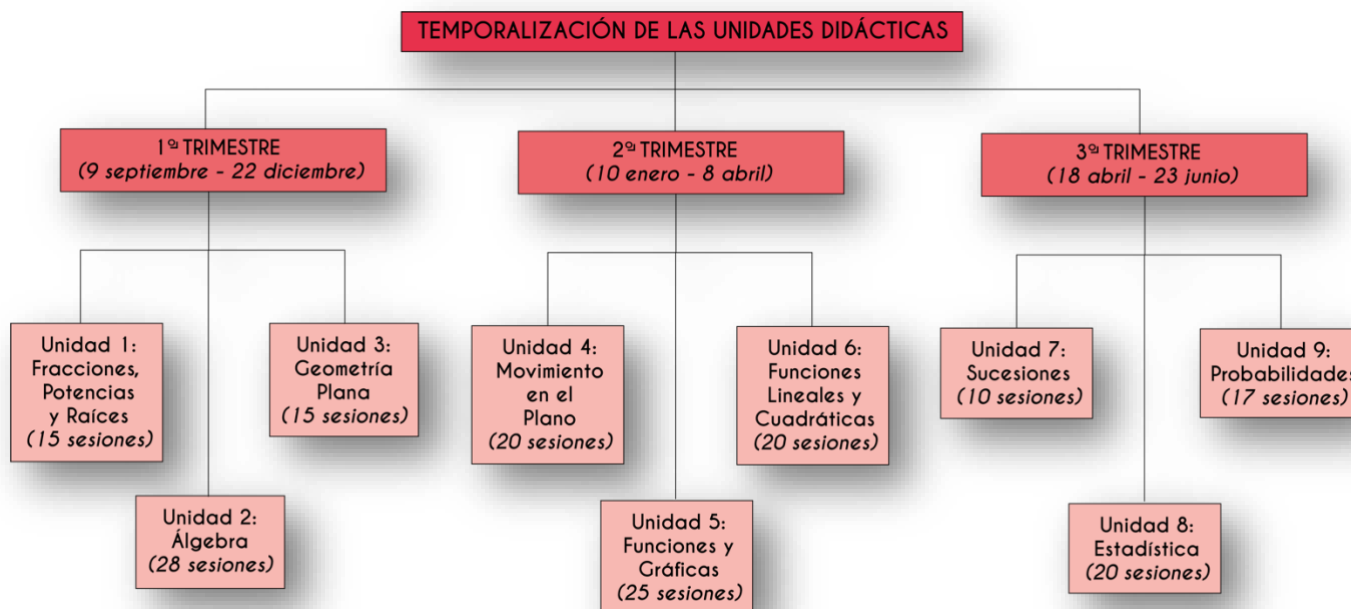 TEMPORALIZACIÓN DE LAS UNIDADES DIDÁCTICAS
1ª TRIMESTRE
(9 septiembre - 22 diciembre)
2ª TRIMESTRE
(10 enero - 8 abril)
3ª TRIMESTRE
(18 abril - 23 junio)
Unidad 1:
Fracciones,
Potencias
y Raíces
(15 sesiones)
Unidad 2:
Álgebra
(28 sesiones)
Unidad 3:
Geometría
Plana
(15 sesiones)
Unidad 4:
Movimiento
en el
Plano
(20 sesiones)
Unidad 5:
Funciones y
Gráficas
(25 sesiones)
Unidad 6:
Funciones
Lineales y
Cuadráticas
(20 sesiones)
Unidad 7:
Sucesiones
(10 sesiones)
Unidad 8:
Estadística
(20 sesiones)
Unidad 9:
Probabilidades
(17 sesiones)